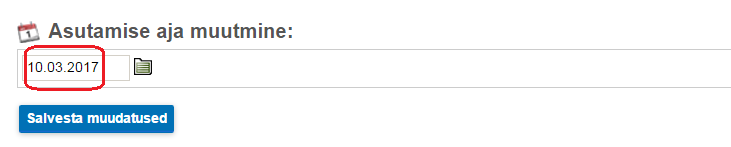 Asutamise aja muutmine:
10.03.2017
Salvesta muudatused